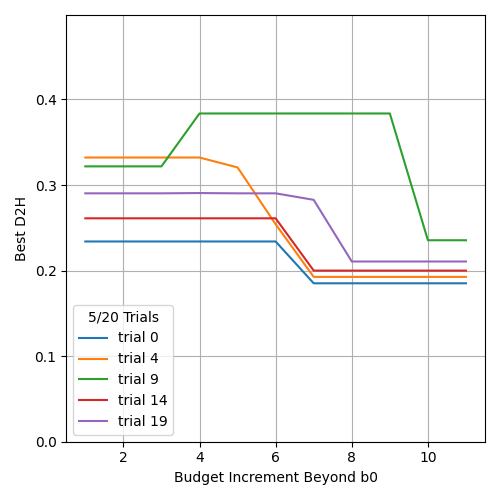 0.4
0.3
0.2
0.1
0.0
Best D2H
5/20 Trials
trial 0
trial 4
trial 9
trial 14
trial 19
2 4 6 8 10
Budget Increment Beyond b0